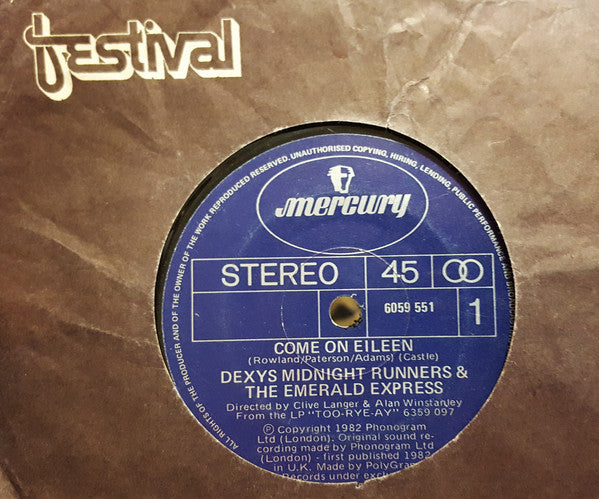 festival
ALL RIGHTS OF THE PRODUCER AND OF THE OWNER OF THE WORK REPRODUCED RESERVED. UNAUTHORISED COPYING, HIRING, LENDING, PUBLIC PERFORMANCE AND
mercury
STEREO 45
6059 551 1
COME ON EILEEN
(Rowland/Paterson/Adams) (Castle)
DEXYS MIDNIGHT RUNNERS &
THE EMERALD EXPRESS
Directed by Clive Langer & Alan Winstanley
From the LP "TOO-RYE-AY" 6359 097
Ⓟ Copyright 1982 Phonogram
Ltd (London). Original sound re-
cording made by Phonogram Ltd
(London) - first published 1982
in U.K. Made by PolyGram
Records under exclu